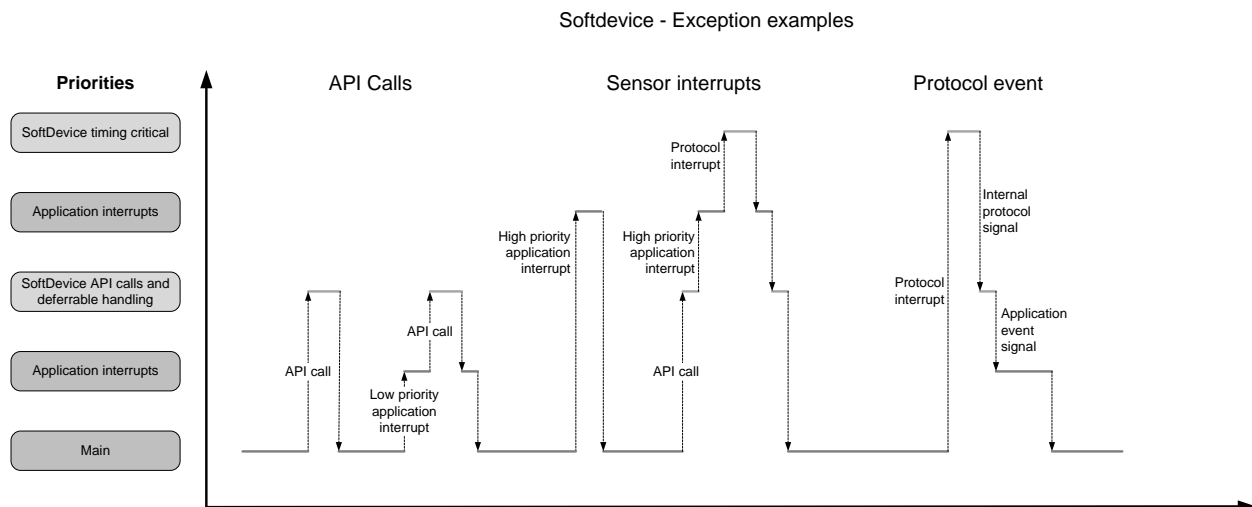 Softdevice - Exception examples
Priorities
API Calls
Sensor interrupts
Protocol event
SoftDevice timing critical
Application interrupts
SoftDevice API calls and
deferrable handling
Application interrupts
Main
API call
Low priority
application
interrupt
API call
High priority
application
interrupt
API call
High priority
application
interrupt
Protocol
interrupt
Protocol
interrupt
Internal
protocol
signal
Application
event
signal